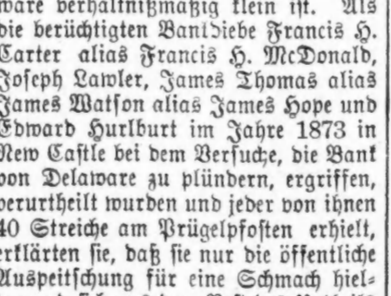 wäre verhältnißmäßig klein ist. Als
die berüchtigten Bankdiebe Francis H.
Carter alias Francis H. McDonald,
Joseph Lawler, James Thomas alias
James Watson alias James Hope und
Edward Hurlburt im Jahre 1873 in
New Castle bei dem Versuche, die Bank
von Delaware zu plündern, ergriffen,
verurtheilt wurden und jeder von ihnen
40 Streiche am Prügelpfosten erhielt,
erklärten sie, daß sie nur die öffentliche
Auspeitschung für eine Schmach hiel-